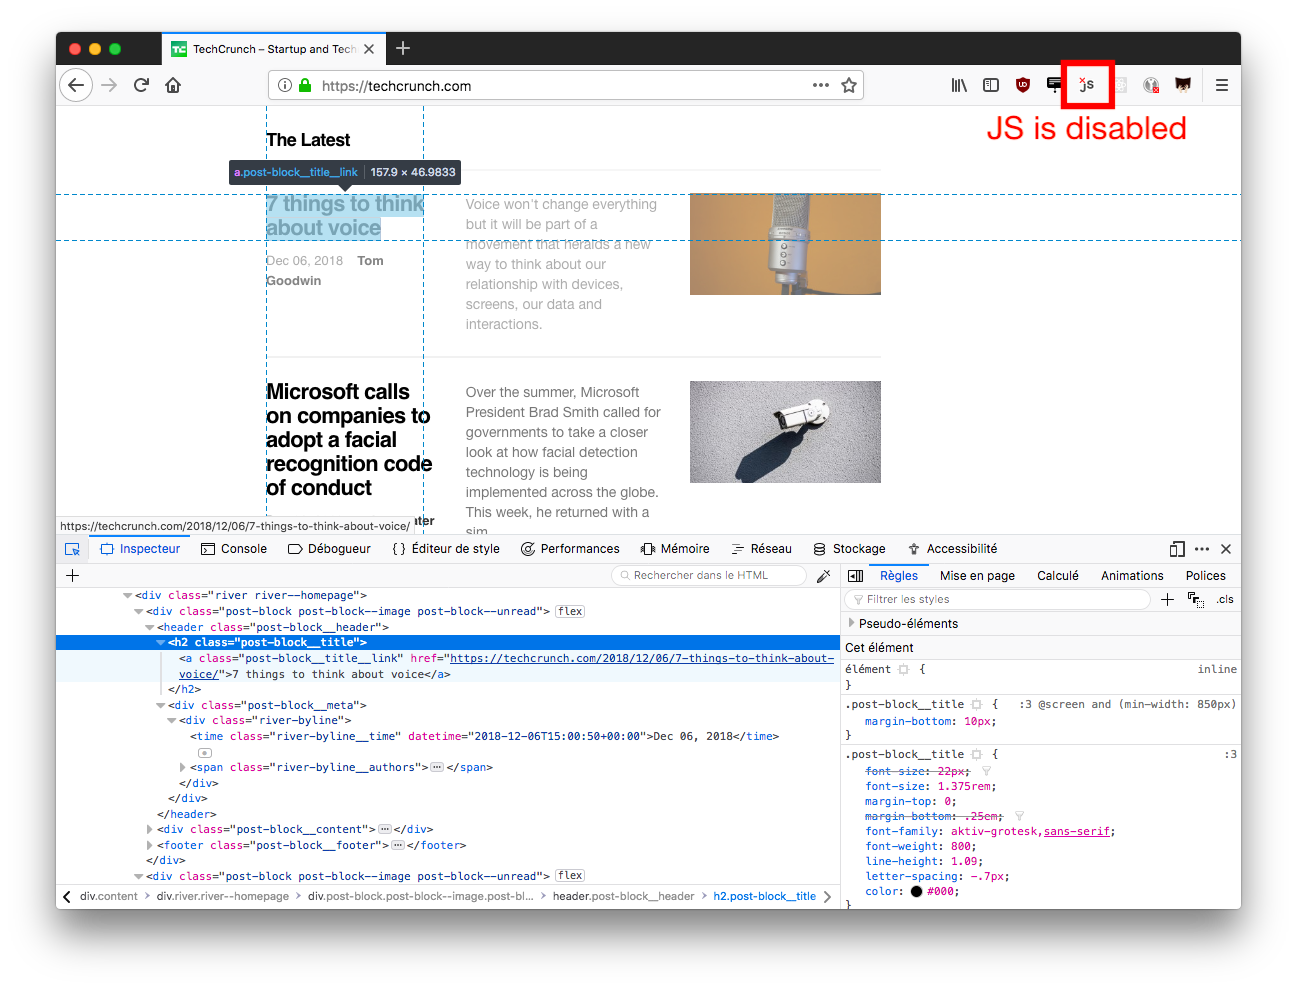 TechCrunch – Startup and Tech
https://techcrunch.com
JS
JS is disabled
The Latest
a.post-block__title__link | 157.9 × 46.9833
7 things to think
about voice
Dec 06, 2018 Tom
Goodwin
Voice won't change everything
but it will be part of a
movement that heralds a new
way to think about our
relationship with devices,
screens, our data and
interactions.
Microsoft calls
on companies to
adopt a facial
recognition code
of conduct
Over the summer, Microsoft
President Brad Smith called for
governments to take a closer
look at how facial detection
technology is being
implemented across the globe.
This week, he returned with a
sim
https://techcrunch.com/2018/12/06/7-things-to-think-about-voice/
Inspecteur Console Débogueur {} Éditeur de style Performances Mémoire Réseau Stockage Accessibilité
Rechercher dans le HTML
<div class="river river--homepage">
<div class="post-block post-block--image post-block--unread"> flex
<header class="post-block__header">
<h2 class="post-block__title">
<a class="post-block__title__link" href="https://techcrunch.com/2018/12/06/7-things-to-think-about-
voice/">7 things to think about voice</a>
</h2>
<div class="post-block__meta">
<div class="river-byline">
<time class="river-byline__time" datetime="2018-12-06T15:00:50+00:00">Dec 06, 2018</time>
<span class="river-byline__authors">…</span>
</div>
</div>
</header>
<div class="post-block__content">…</div>
<footer class="post-block__footer">…</footer>
</div>
<div class="post-block post-block--image post-block--unread"> flex
div.content > div.river.river--homepage > div.post-block.post-block--image.post-bl... > header.post-block__header > h2.post-block__title
Règles Mise en page Calculé Animations Polices
Filtrer les styles + .cls
Pseudo-éléments
Cet élément
élément { inline
}
.post-block__title { :3 @screen and (min-width: 850px)
margin-bottom: 10px;
}
.post-block__title { :3
font-size: 22px;
font-size: 1.375rem;
margin-top: 0;
margin-bottom: .25em;
font-family: aktiv-grotesk,sans-serif;
font-weight: 800;
line-height: 1.09;
letter-spacing: -.7px;
color: #000;
}